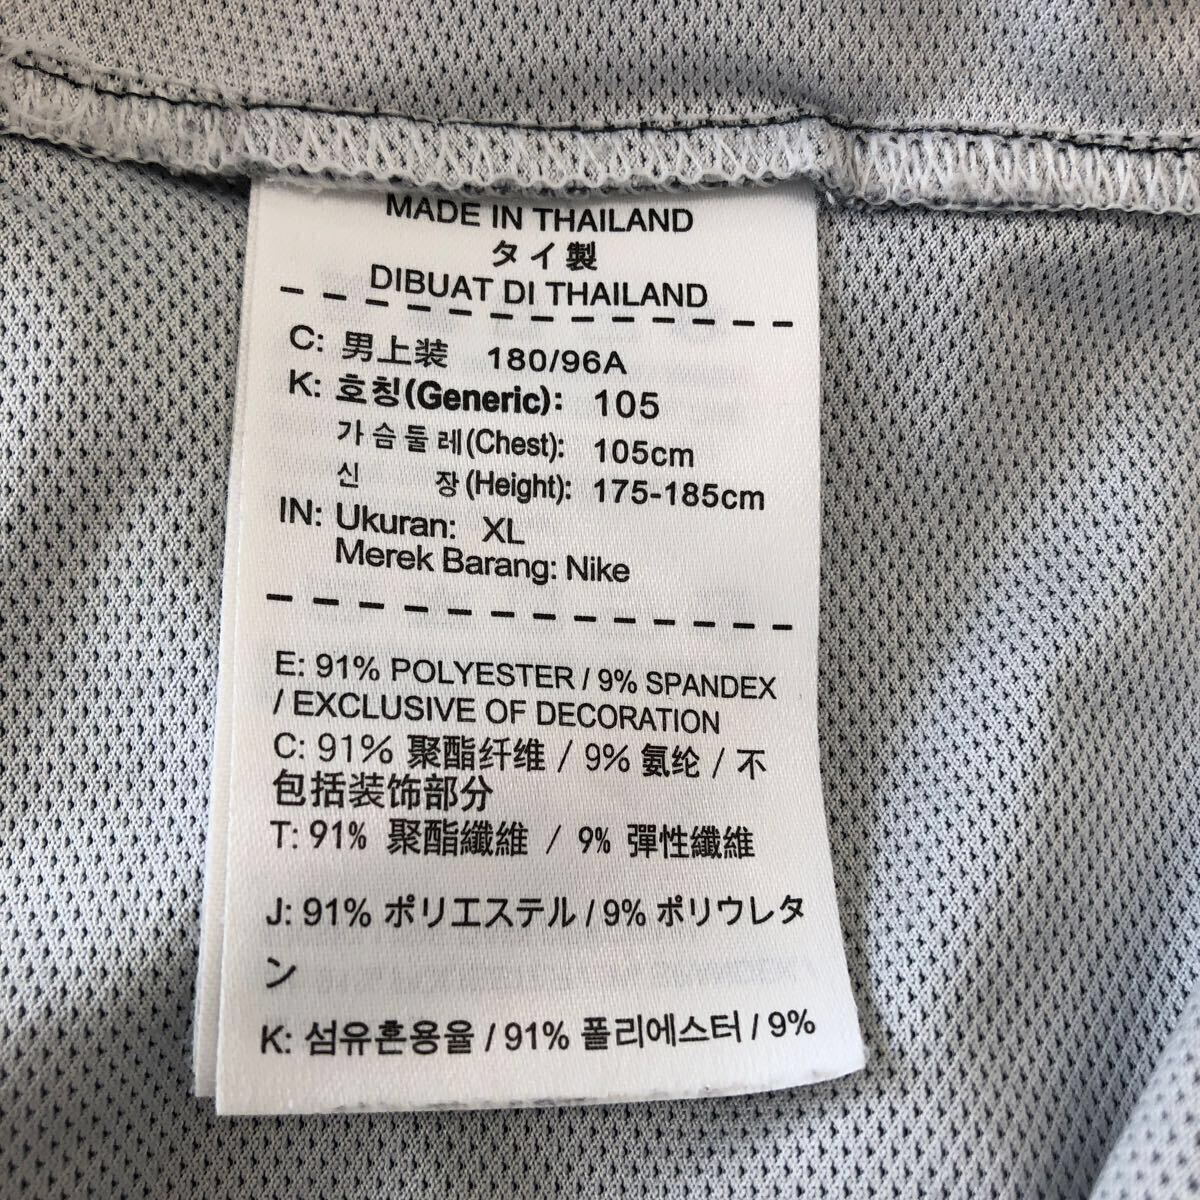 MADE IN THAILAND
タイ製
DIBUAT DI THAILAND
C: 男上装 180/96A
K: 호칭(Generic): 105
가슴둘레(Chest): 105cm
신 장(Height): 175-185cm
IN: Ukuran: XL
Merek Barang: Nike
E: 91% POLYESTER / 9% SPANDEX
/ EXCLUSIVE OF DECORATION
C: 91% 聚酯纤维 / 9% 氨纶 / 不
包括装饰部分
T: 91% 聚酯纖維 / 9% 彈性纖維
J: 91% ポリエステル / 9% ポリウレタ
ン
K: 섬유혼용율 / 91% 폴리에스터 / 9%